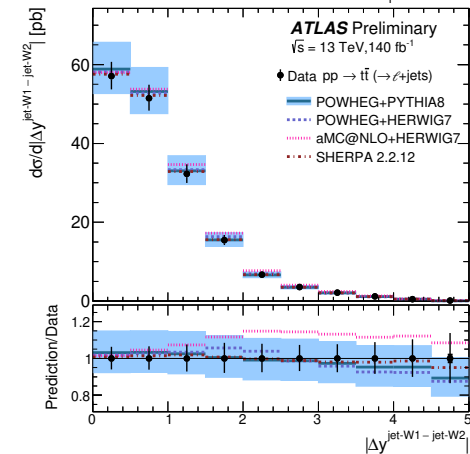 ATLAS Preliminary
√s = 13 TeV,140 fb⁻¹
Data pp → tt̄ (→ℓ+jets)
POWHEG+PYTHIA8
POWHEG+HERWIG7
aMC@NLO+HERWIG7
SHERPA 2.2.12
dσ/d|Δy^jet-W1 − jet-W2| [pb]
60
40
20
0
Prediction/Data
1.2
1
0.8
0 1 2 3 4 5
|Δy^jet-W1 − jet-W2|